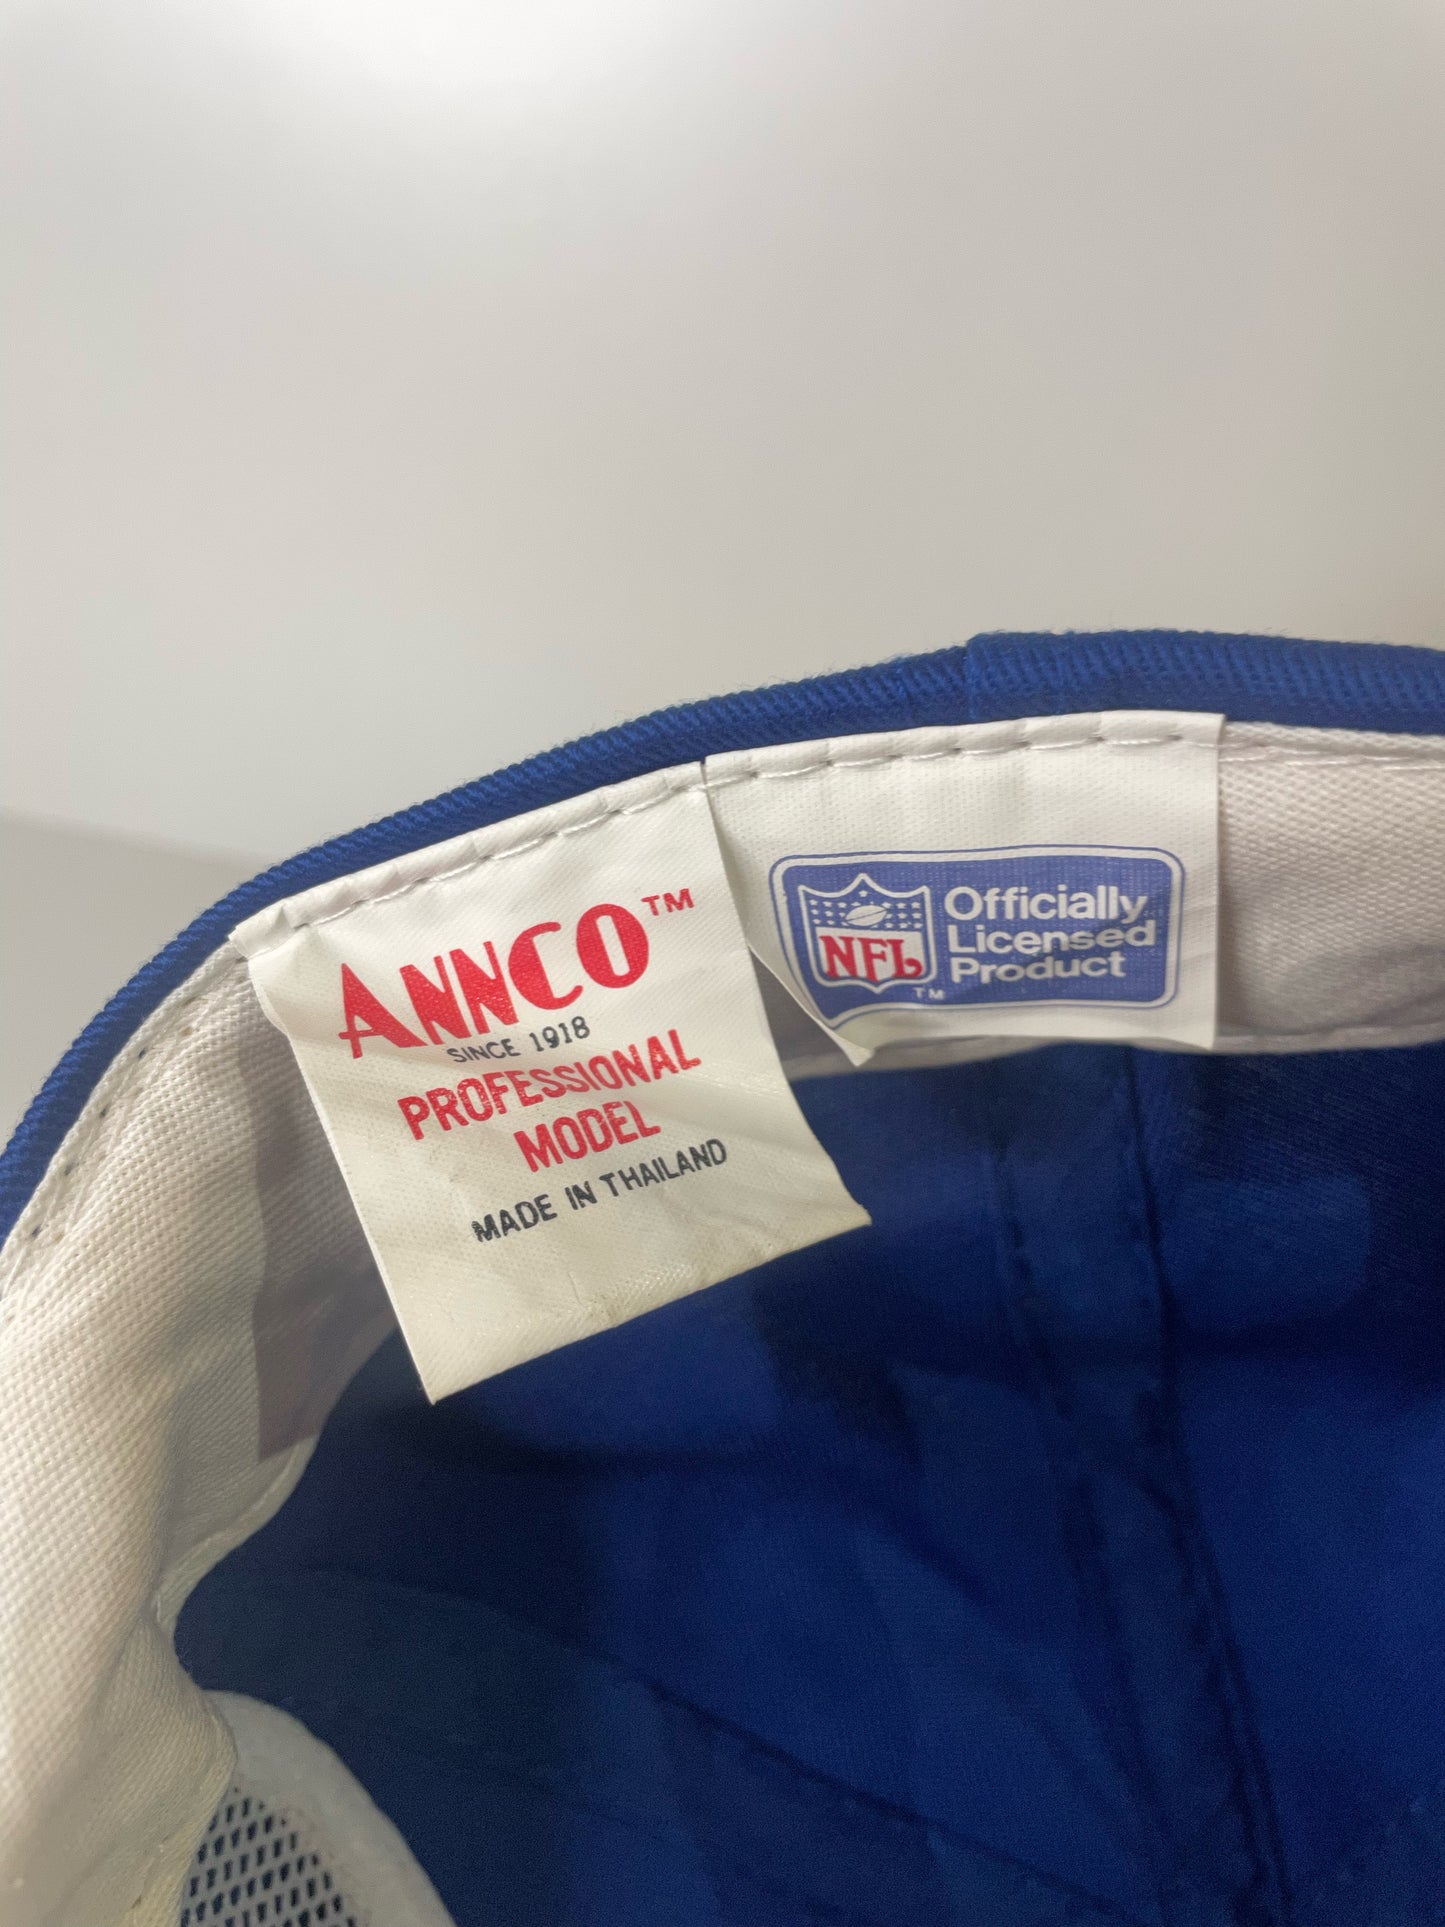 ANNCO™
SINCE 1918
PROFESSIONAL
MODEL
MADE IN THAILAND
NFL
TM
Officially
Licensed
Product